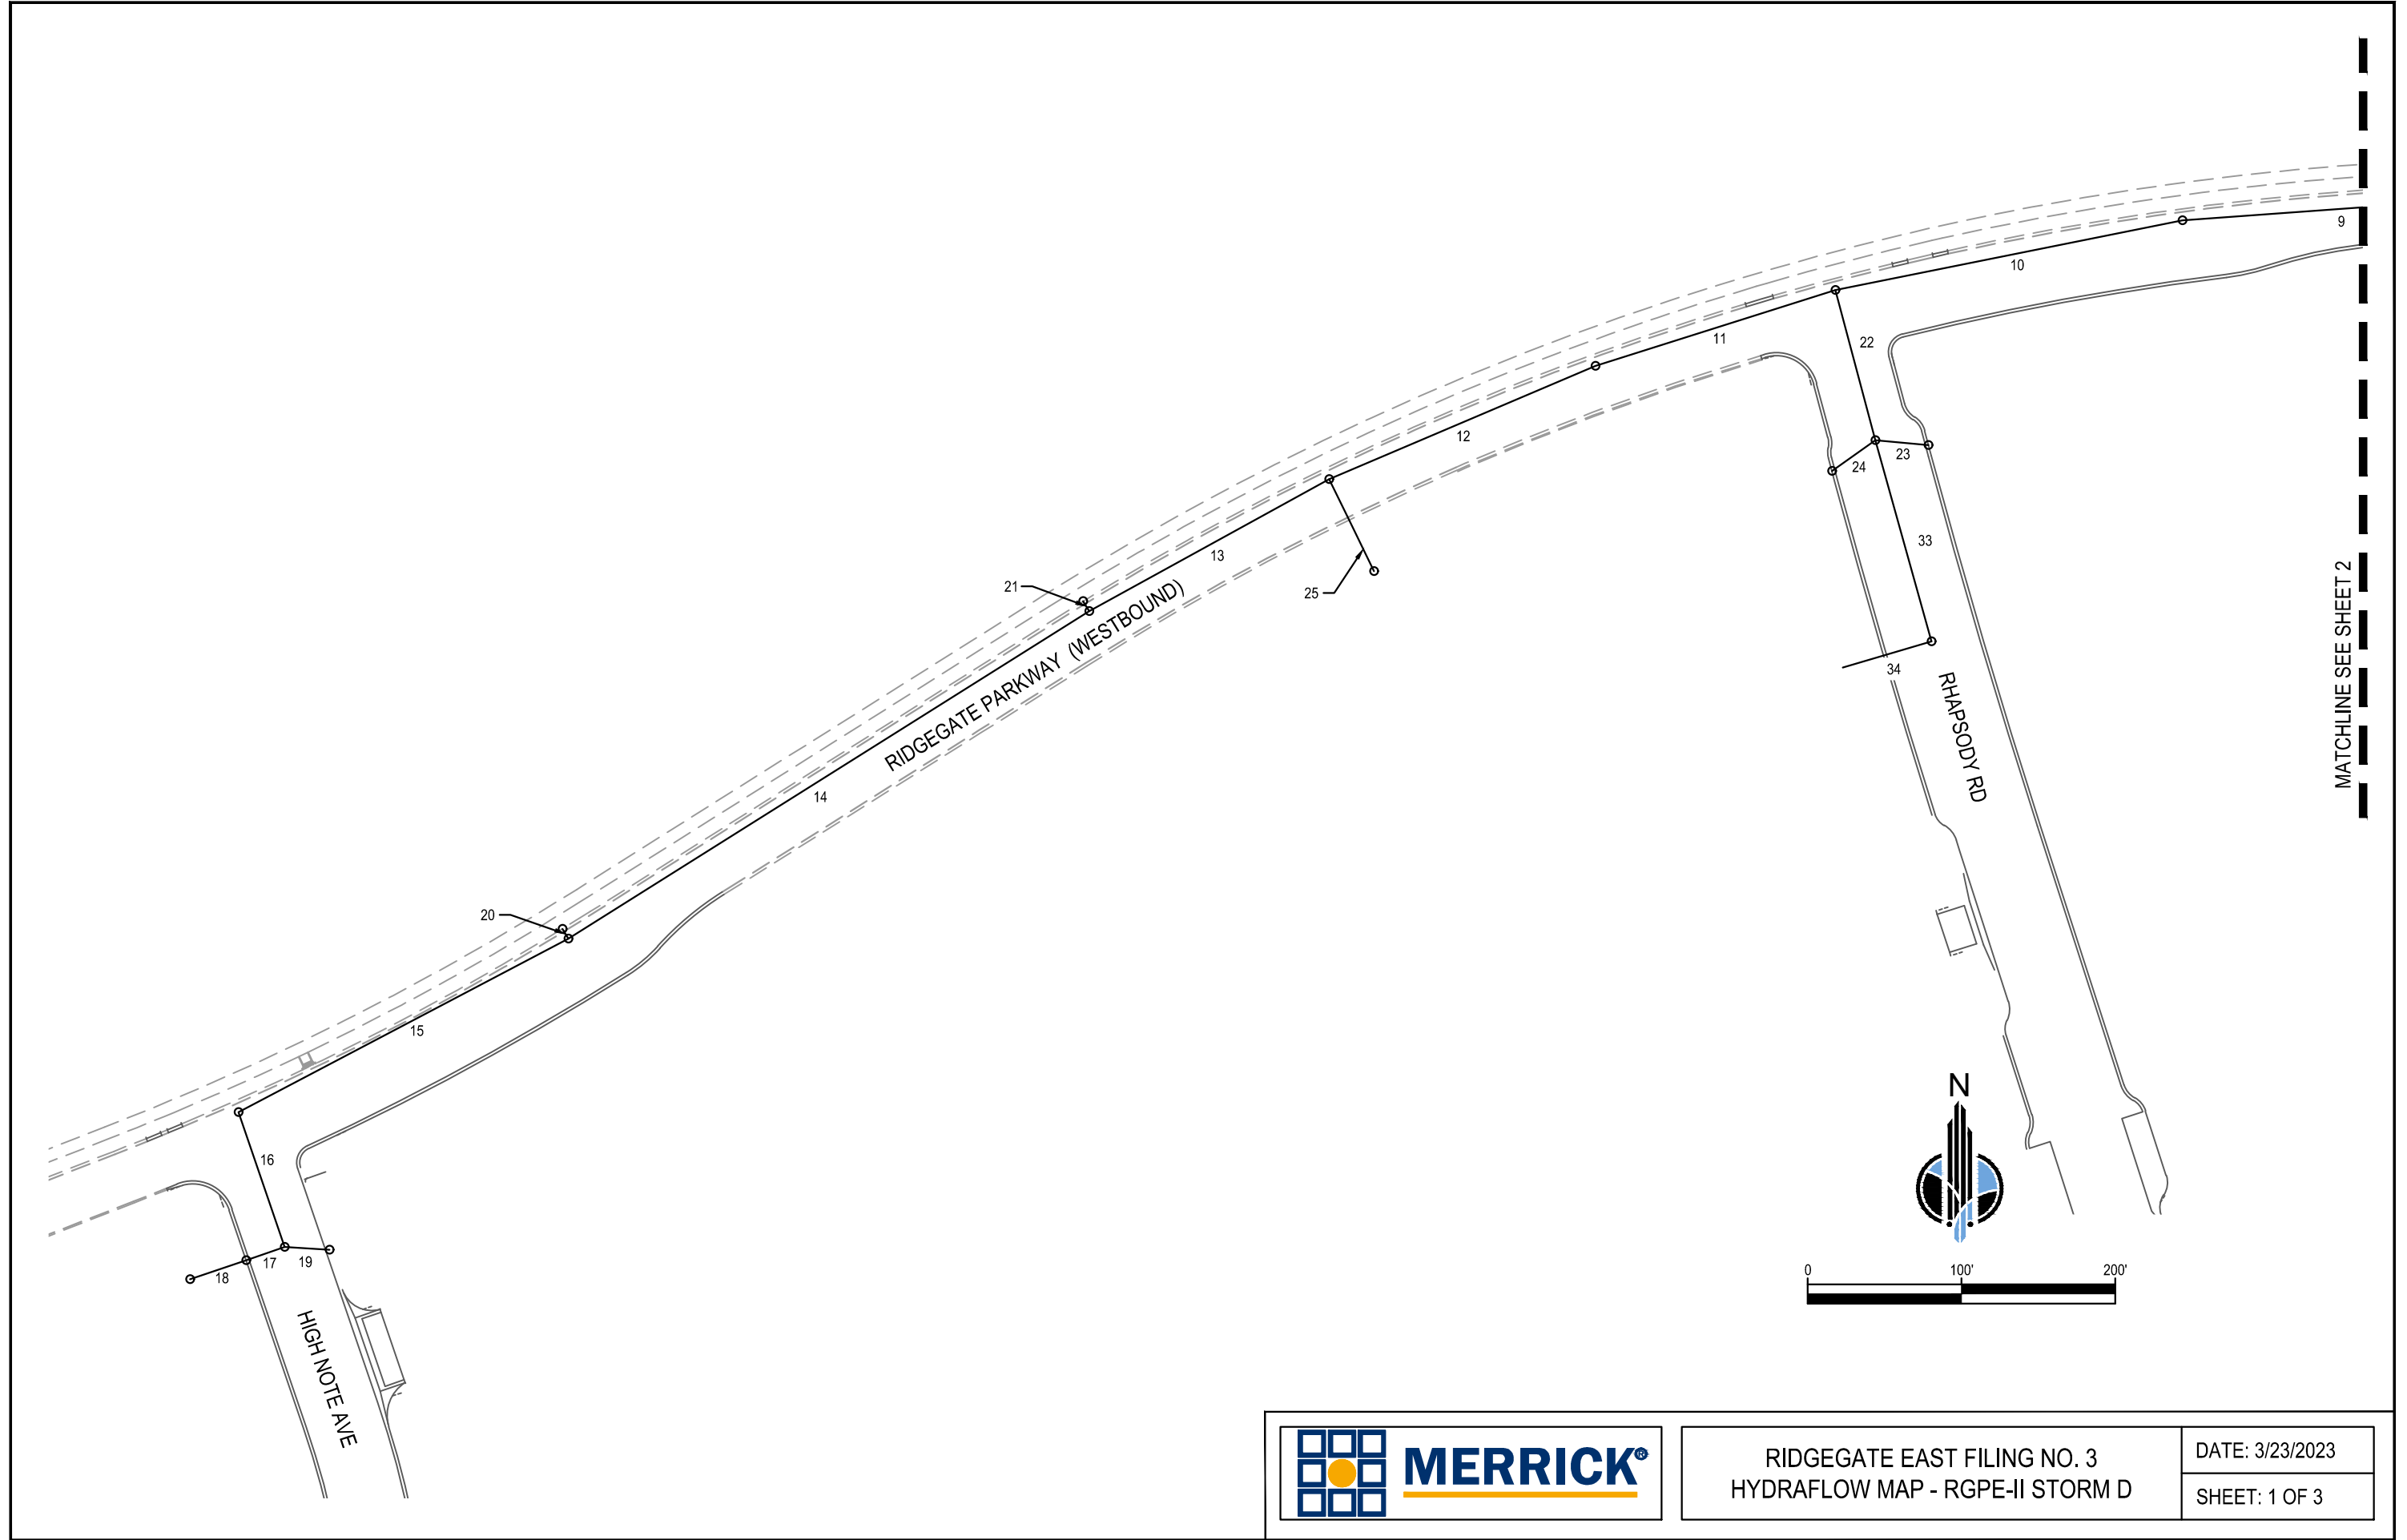 9
10
11
22
12
24
23
13
33
21
25
34
14
20
15
16
17
19
18
RIDGEGATE PARKWAY (WESTBOUND)
RHAPSODY RD
HIGH NOTE AVE
MATCHLINE SEE SHEET 2
N
0 100' 200'
MERRICK®
RIDGEGATE EAST FILING NO. 3
HYDRAFLOW MAP - RGPE-II STORM D
DATE: 3/23/2023
SHEET: 1 OF 3